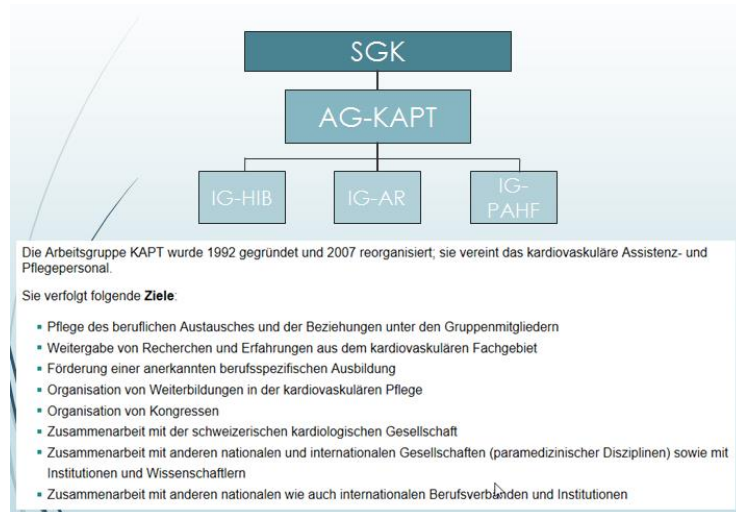 SGK
AG-KAPT
IG-HIB
IG-AR
IG-
PAHF
Die Arbeitsgruppe KAPT wurde 1992 gegründet und 2007 reorganisiert; sie vereint das kardiovaskuläre Assistenz- und
Pflegepersonal.
Sie verfolgt folgende Ziele:
▪ Pflege des beruflichen Austausches und der Beziehungen unter den Gruppenmitgliedern
▪ Weitergabe von Recherchen und Erfahrungen aus dem kardiovaskulären Fachgebiet
▪ Förderung einer anerkannten berufsspezifischen Ausbildung
▪ Organisation von Weiterbildungen in der kardiovaskulären Pflege
▪ Organisation von Kongressen
▪ Zusammenarbeit mit der schweizerischen kardiologischen Gesellschaft
▪ Zusammenarbeit mit anderen nationalen und internationalen Gesellschaften (paramedizinischer Disziplinen) sowie mit
Institutionen und Wissenschaftlern
▪ Zusammenarbeit mit anderen nationalen wie auch internationalen Berufsverbänden und Institutionen